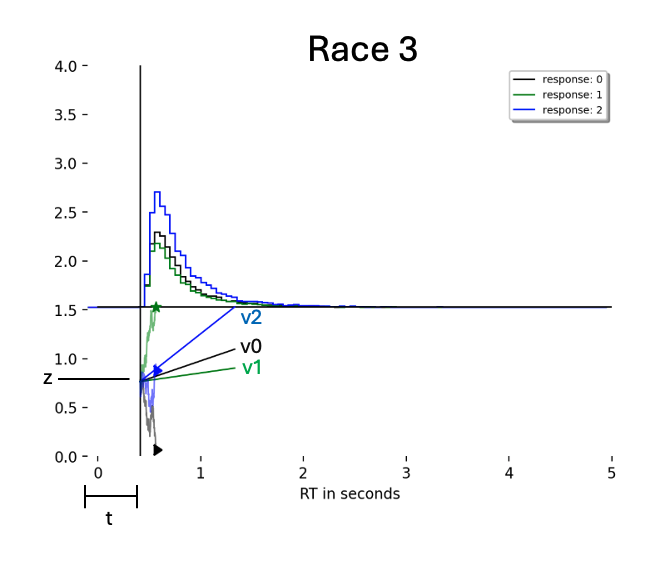 Race 3
response: 0
response: 1
response: 2
4.0
3.5
3.0
2.5
2.0
1.5
1.0
0.5
0.0
v2
v0
v1
z
0 1 2 3 4 5
RT in seconds
t